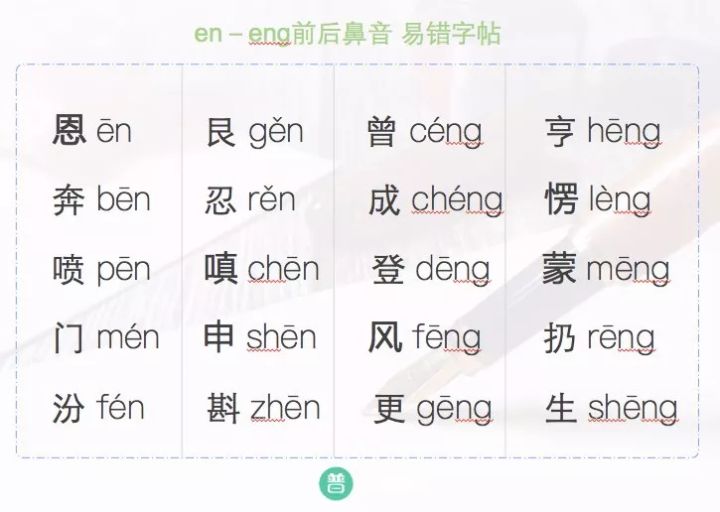 en – eng前后鼻音 易错字帖
恩 ēn 艮 gěn 曾 céng 亨 hēng
奔 bēn 忍 rěn 成 chéng 愣 lèng
喷 pēn 嗔 chēn 登 dēng 蒙 mēng
门 mén 申 shēn 风 fēng 扔 rēng
汾 fén 斟 zhēn 更 gēng 生 shēng
普